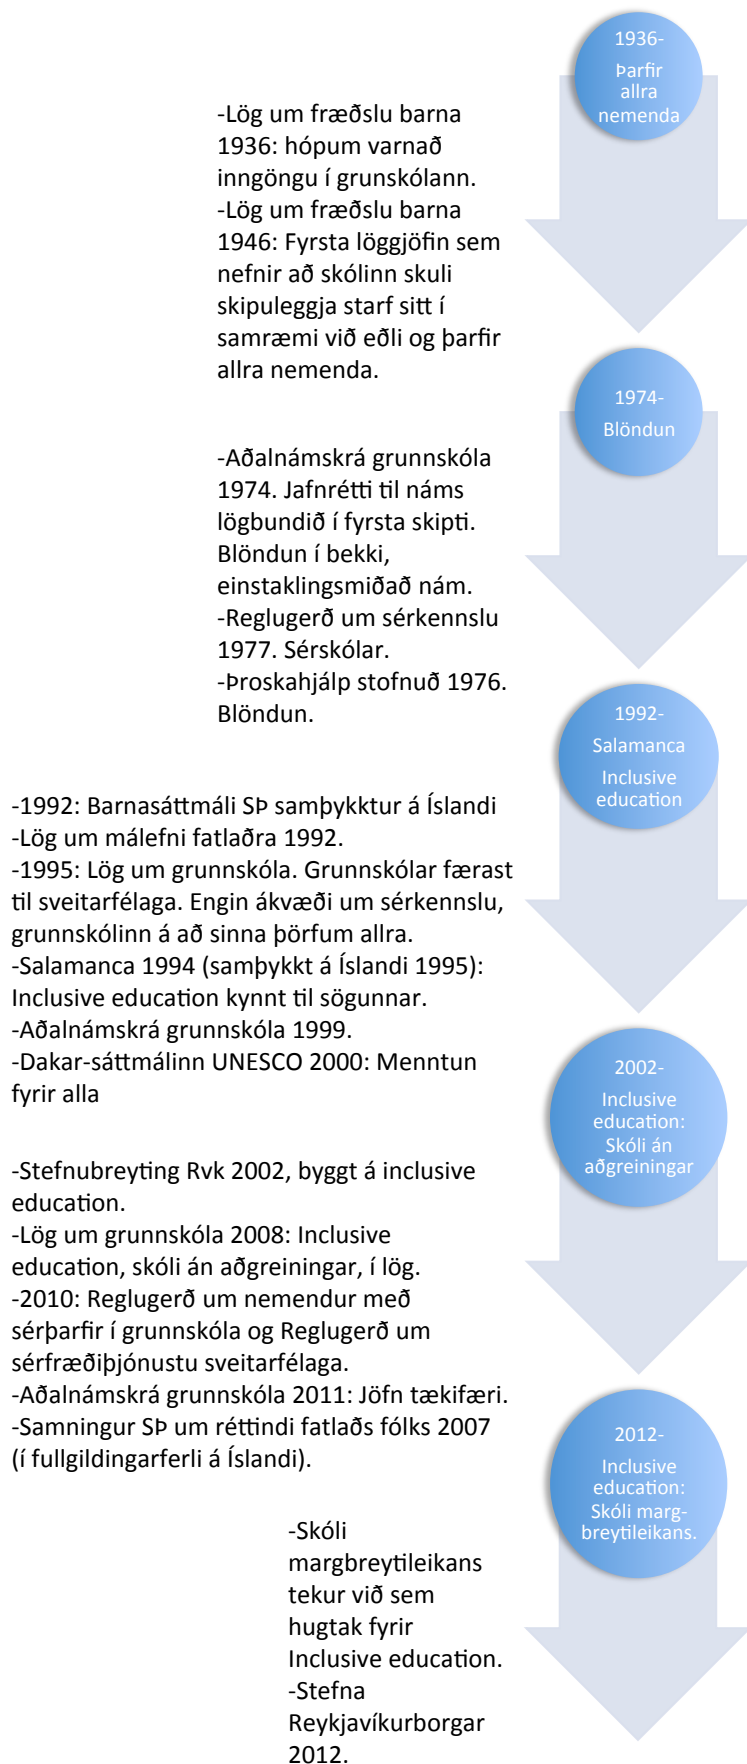 1936-
Þarfir
allra
nemenda
-Lög um fræðslu barna
1936: hópum varnað
inngöngu í grunskólann.
-Lög um fræðslu barna
1946: Fyrsta löggjöfin sem
nefnir að skólinn skuli
skipuleggja starf sitt í
samræmi við eðli og þarfir
allra nemenda.
1974-
Blöndun
-Aðalnámskrá grunnskóla
1974. Jafnrétti til náms
lögbundið í fyrsta skipti.
Blöndun í bekki,
einstaklingsmiðað nám.
-Reglugerð um sérkennslu
1977. Sérskólar.
-Þroskahjálp stofnuð 1976.
Blöndun.
1992-
Salamanca
Inclusive
education
-1992: Barnasáttmáli SÞ samþykktur á Íslandi
-Lög um málefni fatlaðra 1992.
-1995: Lög um grunnskóla. Grunnskólar færast
til sveitarfélaga. Engin ákvæði um sérkennslu,
grunnskólinn á að sinna þörfum allra.
-Salamanca 1994 (samþykkt á Íslandi 1995):
Inclusive education kynnt til sögunnar.
-Aðalnámskrá grunnskóla 1999.
-Dakar-sáttmálinn UNESCO 2000: Menntun
fyrir alla
2002-
Inclusive
education:
Skóli án
aðgreiningar
-Stefnubreyting Rvk 2002, byggt á inclusive
education.
-Lög um grunnskóla 2008: Inclusive
education, skóli án aðgreiningar, í lög.
-2010: Reglugerð um nemendur með
sérþarfir í grunnskóla og Reglugerð um
sérfræðiþjónustu sveitarfélaga.
-Aðalnámskrá grunnskóla 2011: Jöfn tækifæri.
-Samningur SÞ um réttindi fatlaðs fólks 2007
(í fullgildingarferli á Íslandi).
2012-
Inclusive
education:
Skóli marg-
breytileikans.
-Skóli
margbreytileikans
tekur við sem
hugtak fyrir
Inclusive education.
-Stefna
Reykjavíkurborgar
2012.